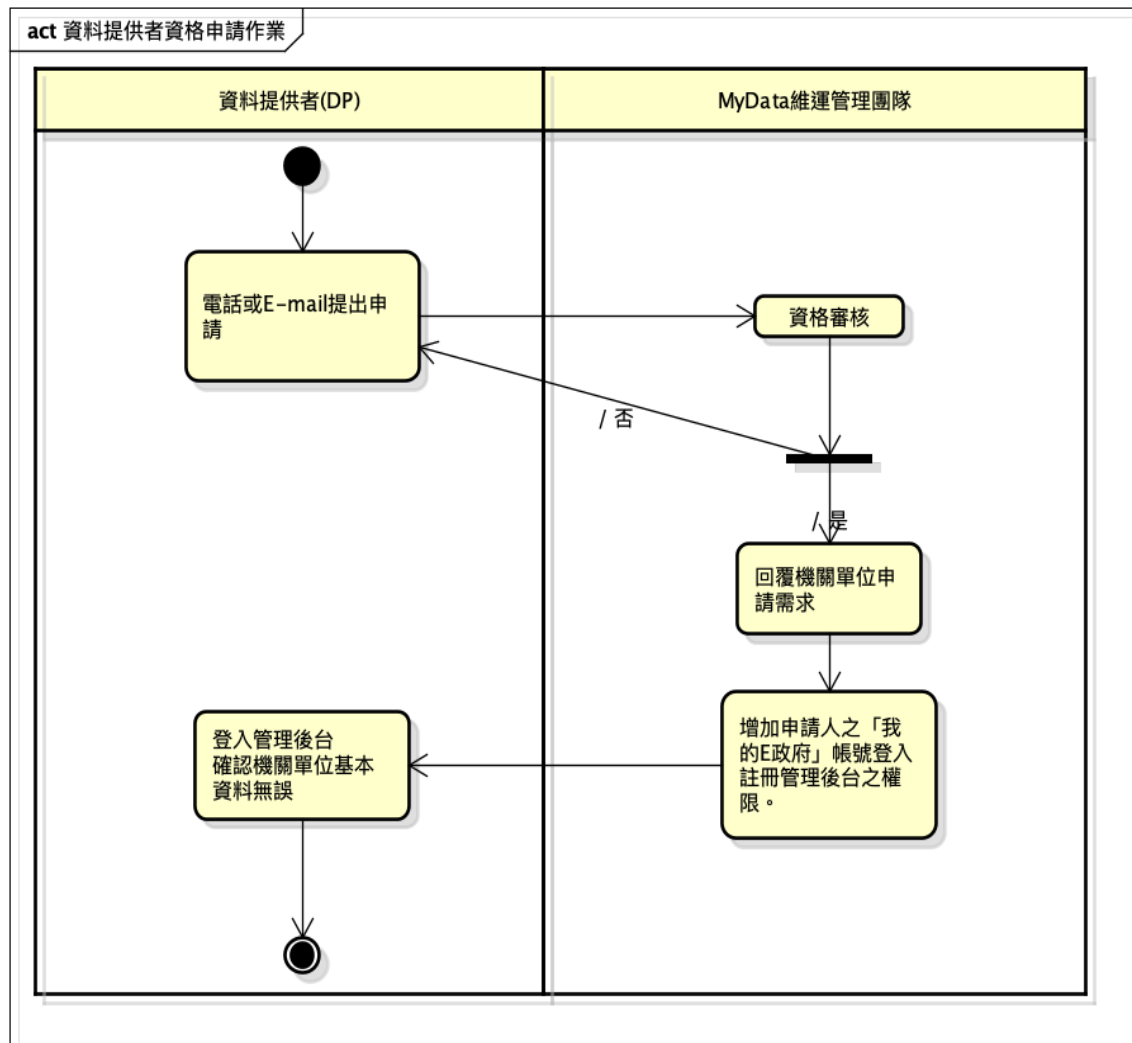 act 資料提供者資格申請作業
資料提供者(DP)
MyData維運管理團隊
電話或E-mail提出申
請
資格審核
/ 否
/ 是
回覆機關單位申
請需求
增加申請人之「我
的E政府」帳號登入
註冊管理後台之權
限。
登入管理後台
確認機關單位基本
資料無誤